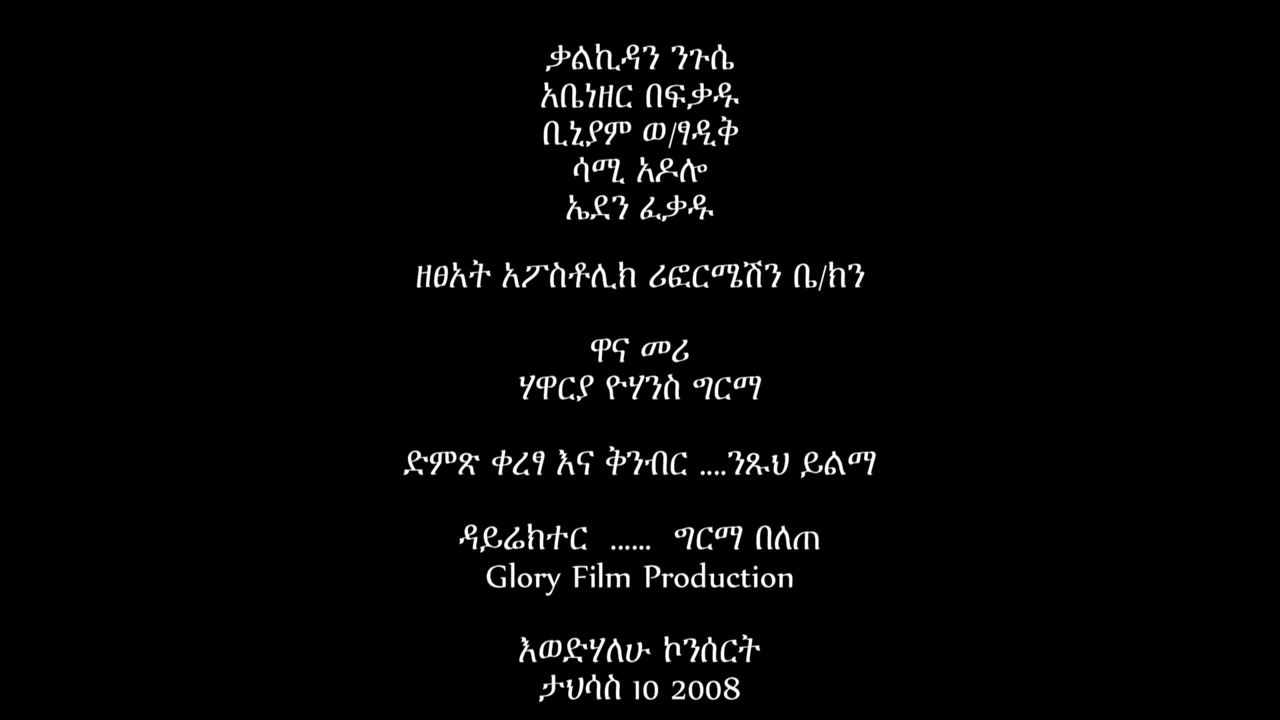 ቃልኪዳን ንጉሴ
አቤነዘር በፍቃዱ
ቢኒያም ወ/ፃዲቅ
ሳሚ አዶሎ
ኤደን ፈቃዱ
ዘፀአት አፖስቶሊክ ሪፎርሜሽን ቤ/ክን
ዋና መሪ
ሃዋርያ ዮሃንስ ግርማ
ድምጽ ቀረፃ እና ቅንብር ....ንጹህ ይልማ
ዳይሬክተር ...... ግርማ በለጠ
Glory Film Production
እወድሃለሁ ኮንሰርት
ታህሳስ 10 2008